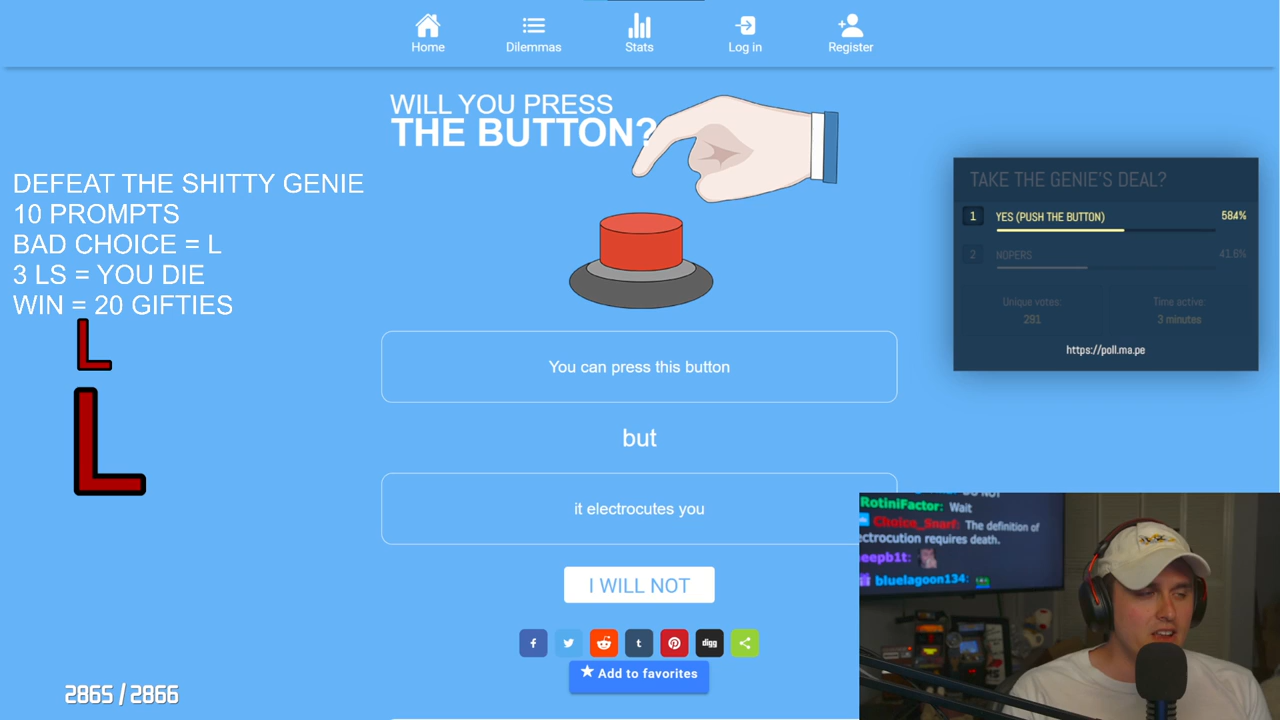 Home
Dilemmas
Stats
Log in
Register
WILL YOU PRESS
THE BUTTON?
DEFEAT THE SHITTY GENIE
10 PROMPTS
BAD CHOICE = L
3 LS = YOU DIE
WIN = 20 GIFTIES
L
L
TAKE THE GENIE'S DEAL?
1 YES (PUSH THE BUTTON) 58.4%
2 NOPERS 41.6%
Unique votes:
291
Time active:
3 minutes
https://poll.ma.pe
You can press this button
but
it electrocutes you
I WILL NOT
f
t
digg
Add to favorites
2865 / 2866
DO NOT
RotiniFactor: Wait
Choice_Snarf: The definition of
ectrocution requires death.
eepb1t:
bluelagoon134: